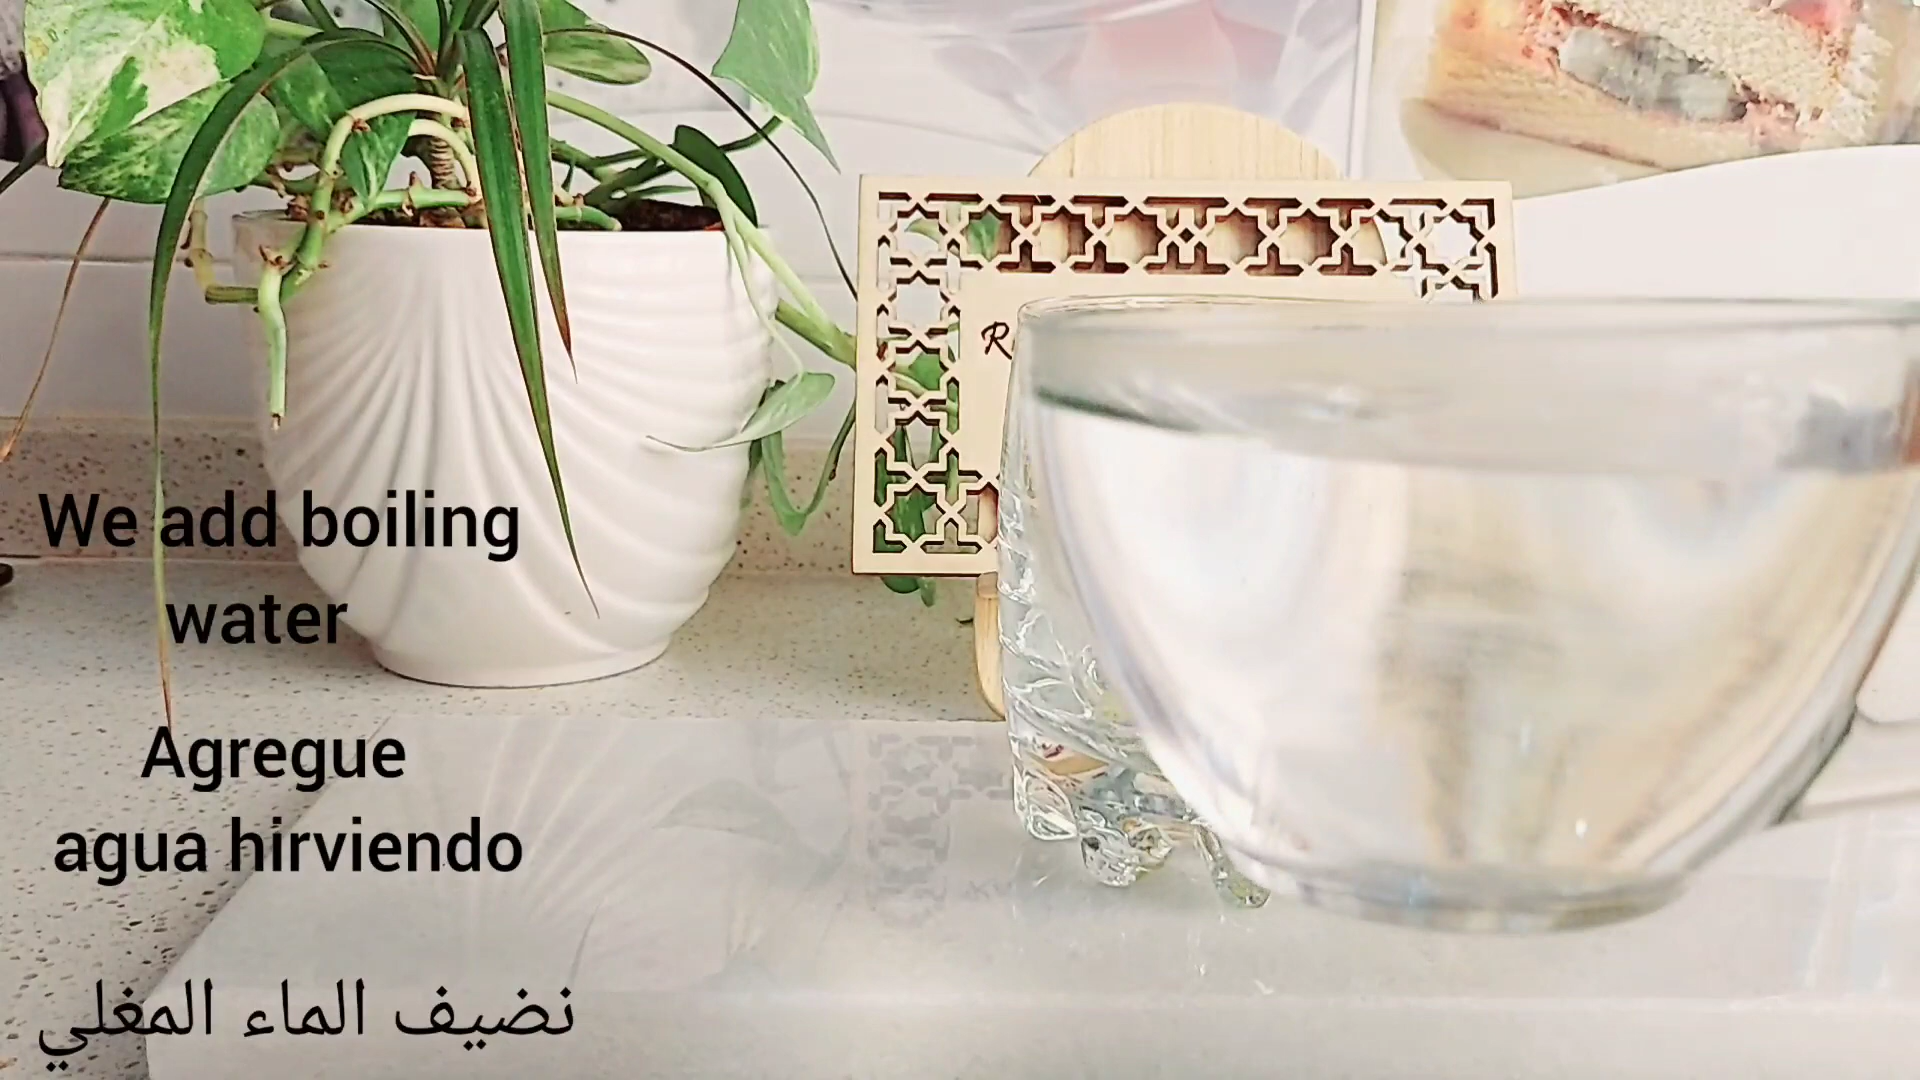 We add boiling
water
Agregue
agua hirviendo
نضيف الماء المغلي